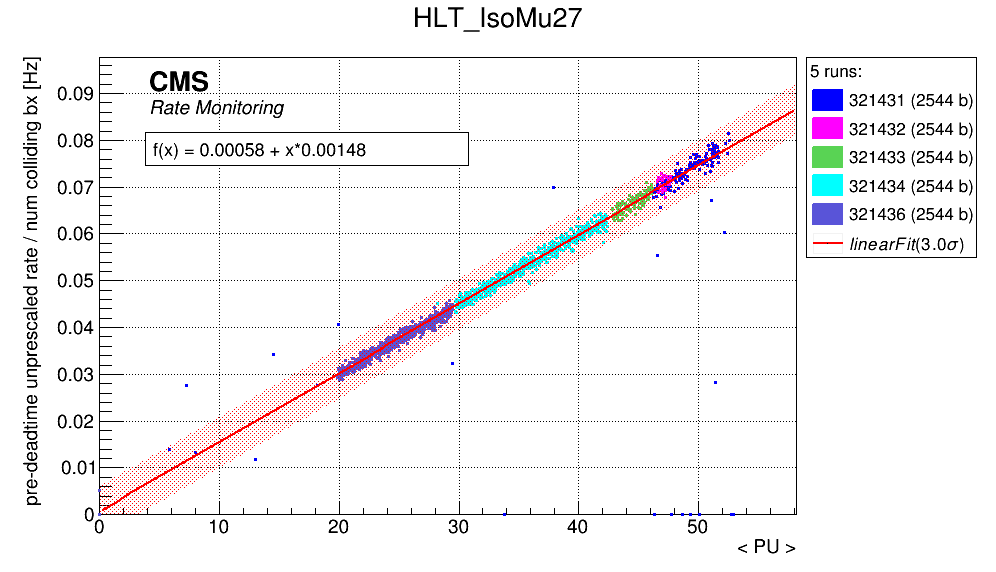 HLT_IsoMu27
pre-deadtime unprescaled rate / num colliding bx [Hz]
CMS
Rate Monitoring
f(x) = 0.00058 + x*0.00148
0.09
0.08
0.07
0.06
0.05
0.04
0.03
0.02
0.01
0
0 10 20 30 40 50
< PU >
5 runs:
321431 (2544 b)
321432 (2544 b)
321433 (2544 b)
321434 (2544 b)
321436 (2544 b)
linearFit(3.0σ)